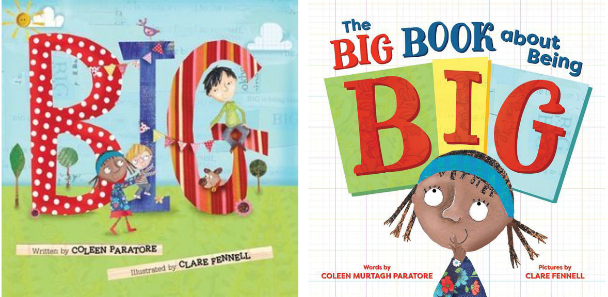 BIG
Written by COLEEN PARATORE
Illustrated by CLARE FENNELL
The BIG BOOK about Being
BIG
Words by
COLEEN MURTAGH PARATORE
Pictures by
CLARE FENNELL